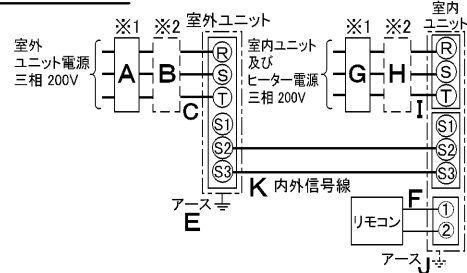 ※1 ※2 室外ユニット
室外
ユニット電源
三相 200V
A B
C
R
S
T
S1
S2
S3
アース
E
K 内外信号線
※1 ※2
室内
ユニット
室内ユニット
及び
ヒーター電源
三相 200V
G H
I
R
S
T
S1
S2
S3
F
リモコン
1
2
アース J